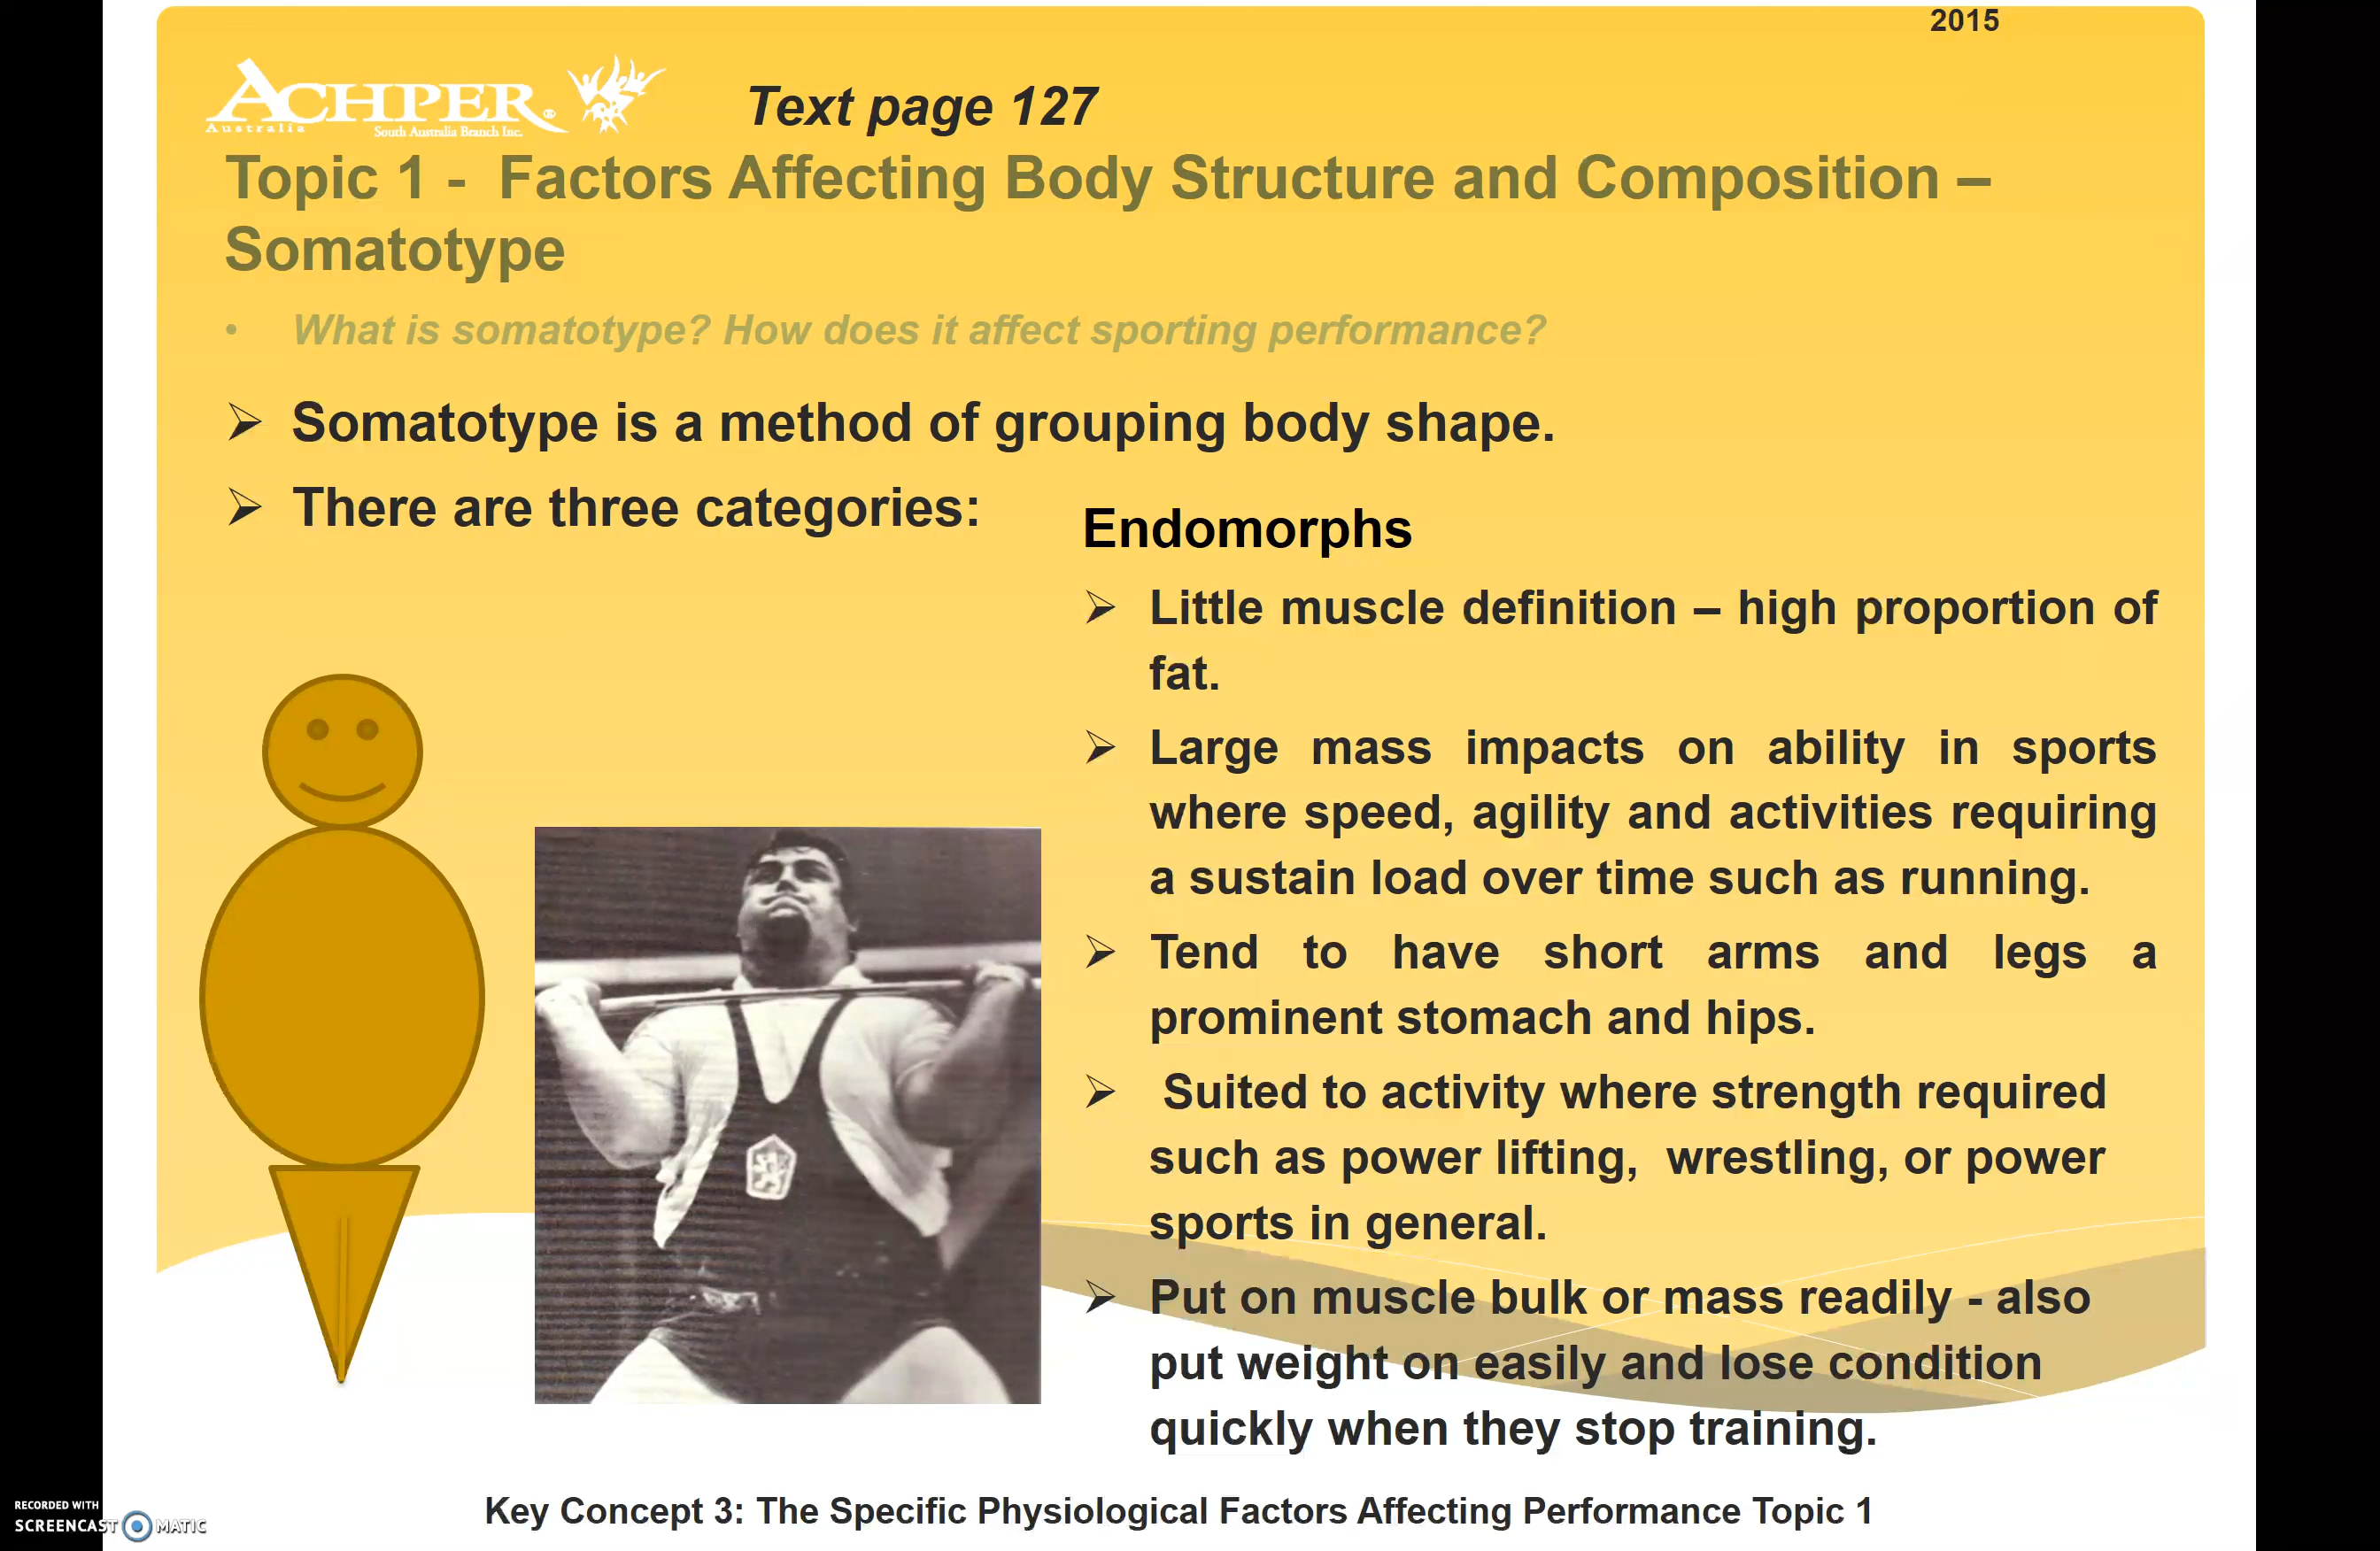 2015
ACHPER®
Australia
South Australia Branch Inc.
Text page 127
Topic 1 - Factors Affecting Body Structure and Composition –
Somatotype
• What is somatotype? How does it affect sporting performance?
➢ Somatotype is a method of grouping body shape.
➢ There are three categories:
Endomorphs
➢ Little muscle definition – high proportion of
fat.
➢ Large mass impacts on ability in sports
where speed, agility and activities requiring
a sustain load over time such as running.
➢ Tend to have short arms and legs a
prominent stomach and hips.
➢ Suited to activity where strength required
such as power lifting, wrestling, or power
sports in general.
➢ Put on muscle bulk or mass readily - also
put weight on easily and lose condition
quickly when they stop training.
Key Concept 3: The Specific Physiological Factors Affecting Performance Topic 1
RECORDED WITH
SCREENCAST MATIC